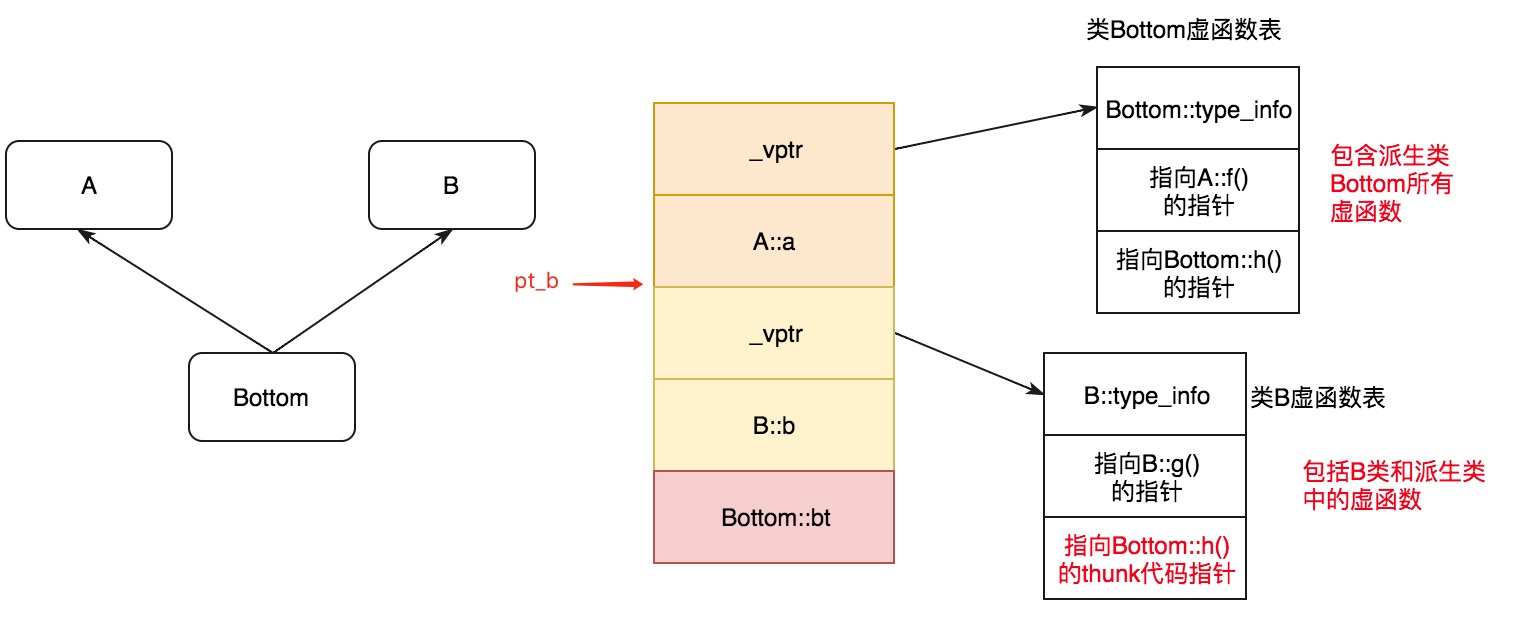 类Bottom虚函数表
Bottom::type_info
指向A::f()
的指针
指向Bottom::h()
的指针
包含派生类
Bottom所有
虚函数
A
B
Bottom
_vptr
A::a
pt_b
_vptr
B::b
Bottom::bt
B::type_info
类B虚函数表
指向B::g()
的指针
指向Bottom::h()
的thunk代码指针
包括B类和派生类
中的虚函数